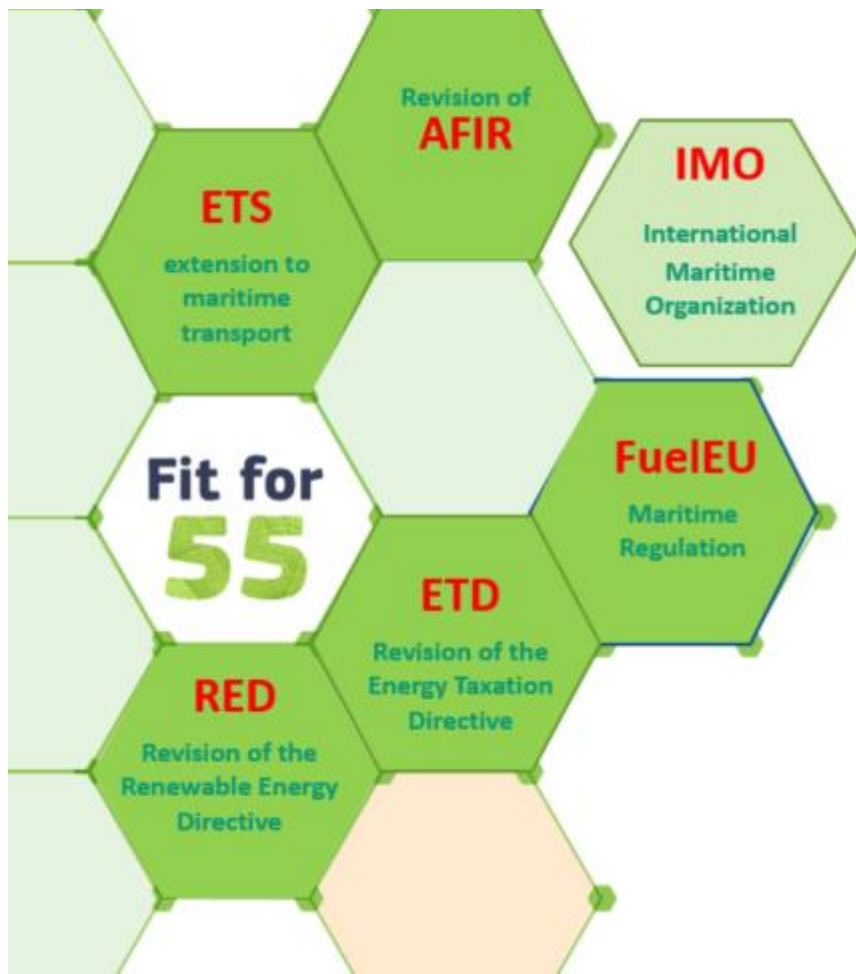 Revision of
AFIR
IMO
International
Maritime
Organization
ETS
extension to
maritime
transport
Fit for
55
FuelEU
Maritime
Regulation
ETD
Revision of the
Energy Taxation
Directive
RED
Revision of the
Renewable Energy
Directive